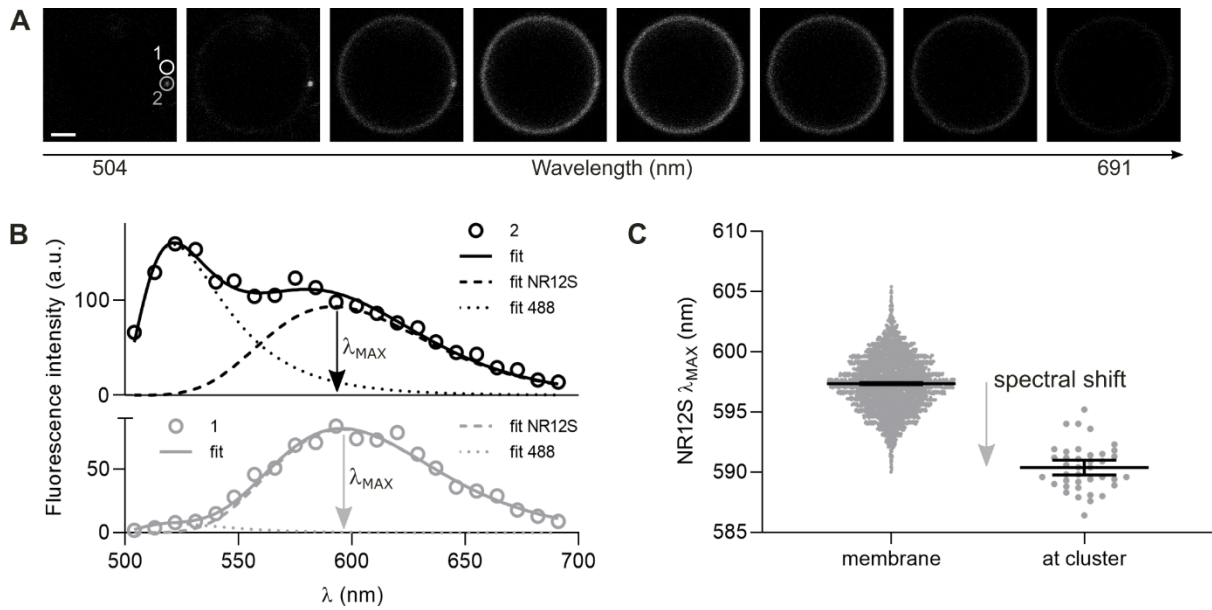 A
1
2
504
Wavelength (nm)
691
B
Fluorescence intensity (a.u.)
100
0
2
fit
fit NR12S
fit 488
λMAX
50
0
1
fit
fit NR12S
fit 488
λMAX
500
550
600
650
700
λ (nm)
C
NR12S λMAX (nm)
610
605
600
595
590
585
spectral shift
membrane
at cluster